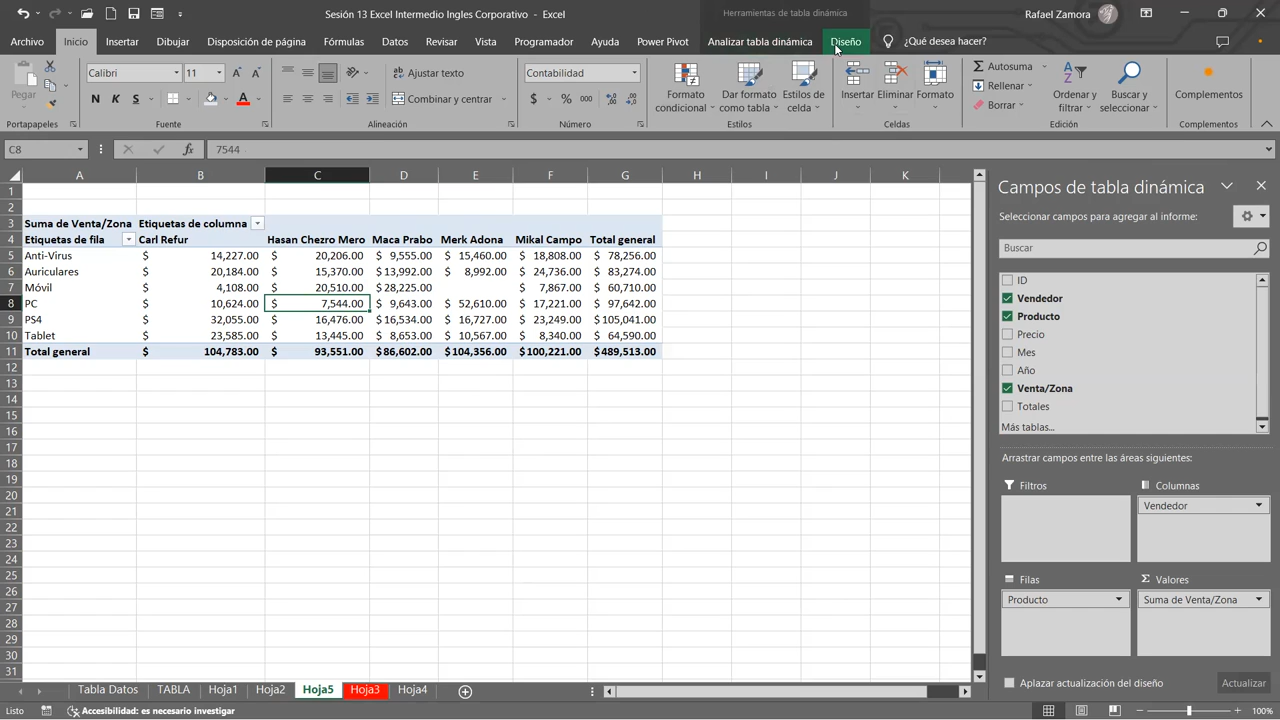 Sesión 13 Excel Intermedio Ingles Corporativo - Excel
Herramientas de tabla dinámica
Rafael Zamora
Archivo Inicio Insertar Dibujar Disposición de página Fórmulas Datos Revisar Vista Programador Ayuda Power Pivot Analizar tabla dinámica Diseño ¿Qué desea hacer?
Pegar
Calibri 11
N K S
Ajustar texto
Combinar y centrar
Contabilidad
$ % 000
Formato condicional
Dar formato como tabla
Estilos de celda
Insertar Eliminar Formato
Autosuma
Rellenar
Borrar
Ordenar y filtrar
Buscar y seleccionar
Complementos
Portapapeles Fuente Alineación Número Estilos Celdas Edición Complementos
C8 fx 7544
A B C D E F G H I J K
1
2
3 Suma de Venta/Zona Etiquetas de columna
4 Etiquetas de fila Carl Refur Hasan Chezro Mero Maca Prabo Merk Adona Mikal Campo Total general
5 Anti-Virus $ 14,227.00 $ 20,206.00 $ 9,555.00 $ 15,460.00 $ 18,808.00 $ 78,256.00
6 Auriculares $ 20,184.00 $ 15,370.00 $ 13,992.00 $ 8,992.00 $ 24,736.00 $ 83,274.00
7 Móvil $ 4,108.00 $ 20,510.00 $ 28,225.00 $ 7,867.00 $ 60,710.00
8 PC $ 10,624.00 $ 7,544.00 $ 9,643.00 $ 52,610.00 $ 17,221.00 $ 97,642.00
9 PS4 $ 32,055.00 $ 16,476.00 $ 16,534.00 $ 16,727.00 $ 23,249.00 $ 105,041.00
10 Tablet $ 23,585.00 $ 13,445.00 $ 8,653.00 $ 10,567.00 $ 8,340.00 $ 64,590.00
11 Total general $ 104,783.00 $ 93,551.00 $ 86,602.00 $ 104,356.00 $ 100,221.00 $ 489,513.00
12
13
14
15
16
17
18
19
20
21
22
23
24
25
26
27
28
29
30
31
Campos de tabla dinámica
Seleccionar campos para agregar al informe:
Buscar
ID
Vendedor
Producto
Precio
Mes
Año
Venta/Zona
Totales
Más tablas...
Arrastrar campos entre las áreas siguientes:
Filtros Columnas
Vendedor
Filas Σ Valores
Producto Suma de Venta/Zona
Aplazar actualización del diseño Actualizar
Tabla Datos TABLA Hoja1 Hoja2 Hoja5 Hoja3 Hoja4
Listo Accesibilidad: es necesario investigar 100%